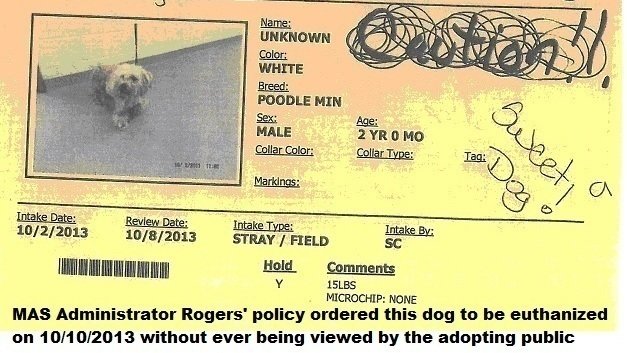 Name:
UNKNOWN
Caution!!
Color:
WHITE
Breed:
POODLE MIN
Sex:
MALE
Age:
2 YR 0 MO
Collar Color:
Collar Type:
Tag:
Sweet!
Dog.
Markings:
Intake Date:
10/2/2013
Review Date:
10/8/2013
Intake Type:
STRAY / FIELD
Intake By:
SC
Hold
Y
Comments
15LBS
MICROCHIP: NONE
MAS Administrator Rogers' policy ordered this dog to be euthanized
on 10/10/2013 without ever being viewed by the adopting public